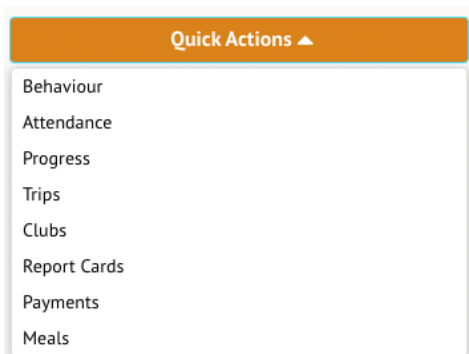 Quick Actions
Behaviour
Attendance
Progress
Trips
Clubs
Report Cards
Payments
Meals